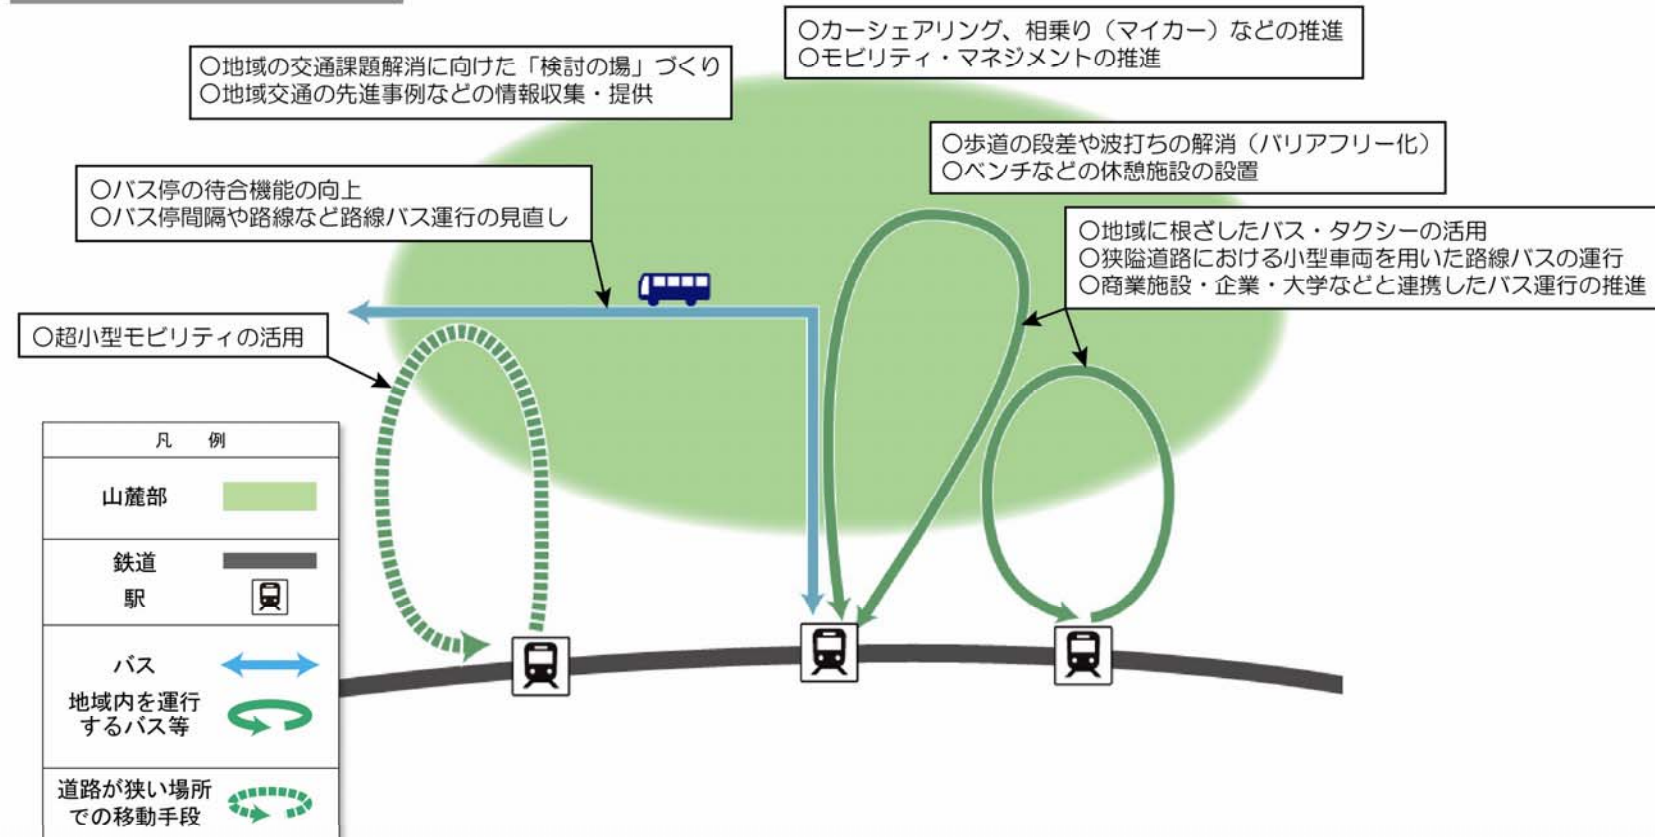 ○カーシェアリング、相乗り（マイカー）などの推進
○モビリティ・マネジメントの推進
○地域の交通課題解消に向けた「検討の場」づくり
○地域交通の先進事例などの情報収集・提供
○歩道の段差や波打ちの解消（バリアフリー化）
○ベンチなどの休憩施設の設置
○バス停の待合機能の向上
○バス停間隔や路線など路線バス運行の見直し
○地域に根ざしたバス・タクシーの活用
○狭隘道路における小型車両を用いた路線バスの運行
○商業施設・企業・大学などと連携したバス運行の推進
○超小型モビリティの活用
凡　例
山麓部
鉄道
駅
バス
地域内を運行
するバス等
道路が狭い場所
での移動手段